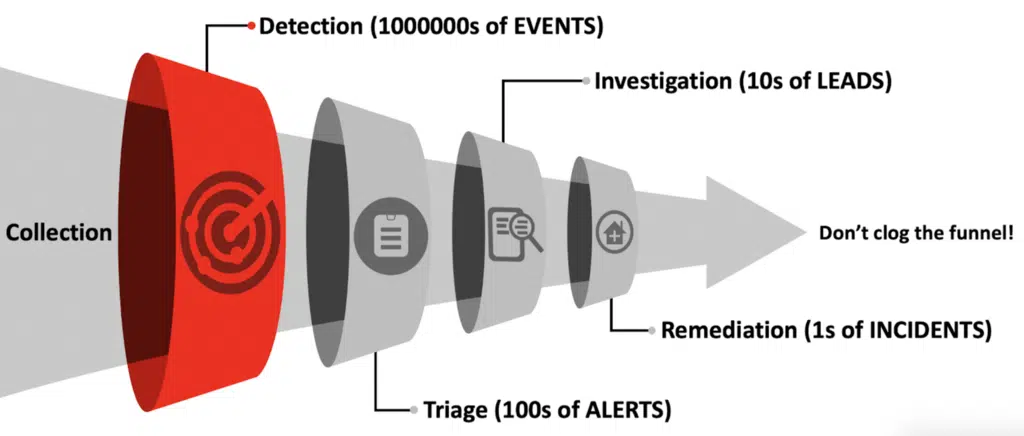 Detection (1000000s of EVENTS)
Investigation (10s of LEADS)
Collection
Don’t clog the funnel!
Remediation (1s of INCIDENTS)
Triage (100s of ALERTS)